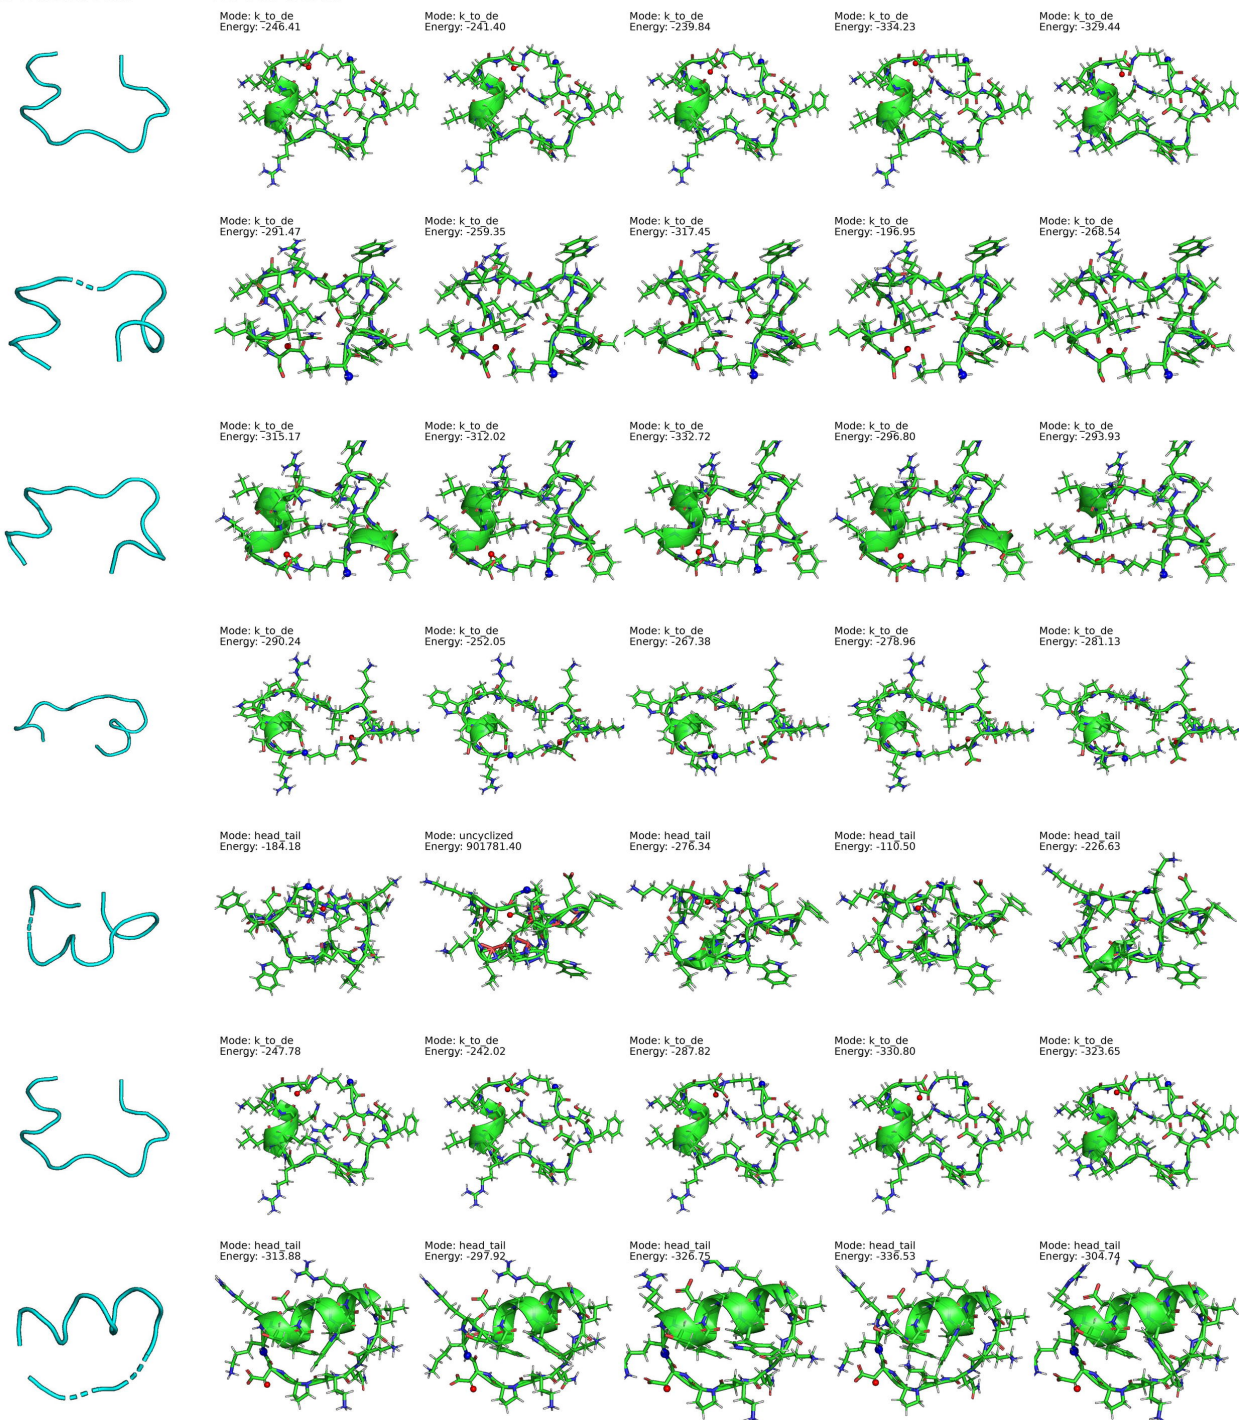 Mode: k_to_de
Energy: -246.41
Mode: k_to_de
Energy: -241.40
Mode: k_to_de
Energy: -239.84
Mode: k_to_de
Energy: -334.23
Mode: k_to_de
Energy: -329.44
Mode: k_to_de
Energy: -291.47
Mode: k_to_de
Energy: -259.35
Mode: k_to_de
Energy: -317.45
Mode: k_to_de
Energy: -196.95
Mode: k_to_de
Energy: -268.54
Mode: k_to_de
Energy: -315.17
Mode: k_to_de
Energy: -312.02
Mode: k_to_de
Energy: -332.72
Mode: k_to_de
Energy: -296.80
Mode: k_to_de
Energy: -293.93
Mode: k_to_de
Energy: -290.24
Mode: k_to_de
Energy: -252.05
Mode: k_to_de
Energy: -267.38
Mode: k_to_de
Energy: -278.96
Mode: k_to_de
Energy: -281.13
Mode: head_tail
Energy: -184.18
Mode: uncyclized
Energy: 901781.40
Mode: head_tail
Energy: -276.34
Mode: head_tail
Energy: -110.50
Mode: head_tail
Energy: -226.63
Mode: k_to_de
Energy: -247.78
Mode: k_to_de
Energy: -242.02
Mode: k_to_de
Energy: -287.82
Mode: k_to_de
Energy: -330.80
Mode: k_to_de
Energy: -323.65
Mode: head_tail
Energy: -313.88
Mode: head_tail
Energy: -297.92
Mode: head_tail
Energy: -326.75
Mode: head_tail
Energy: -336.53
Mode: head_tail
Energy: -304.74